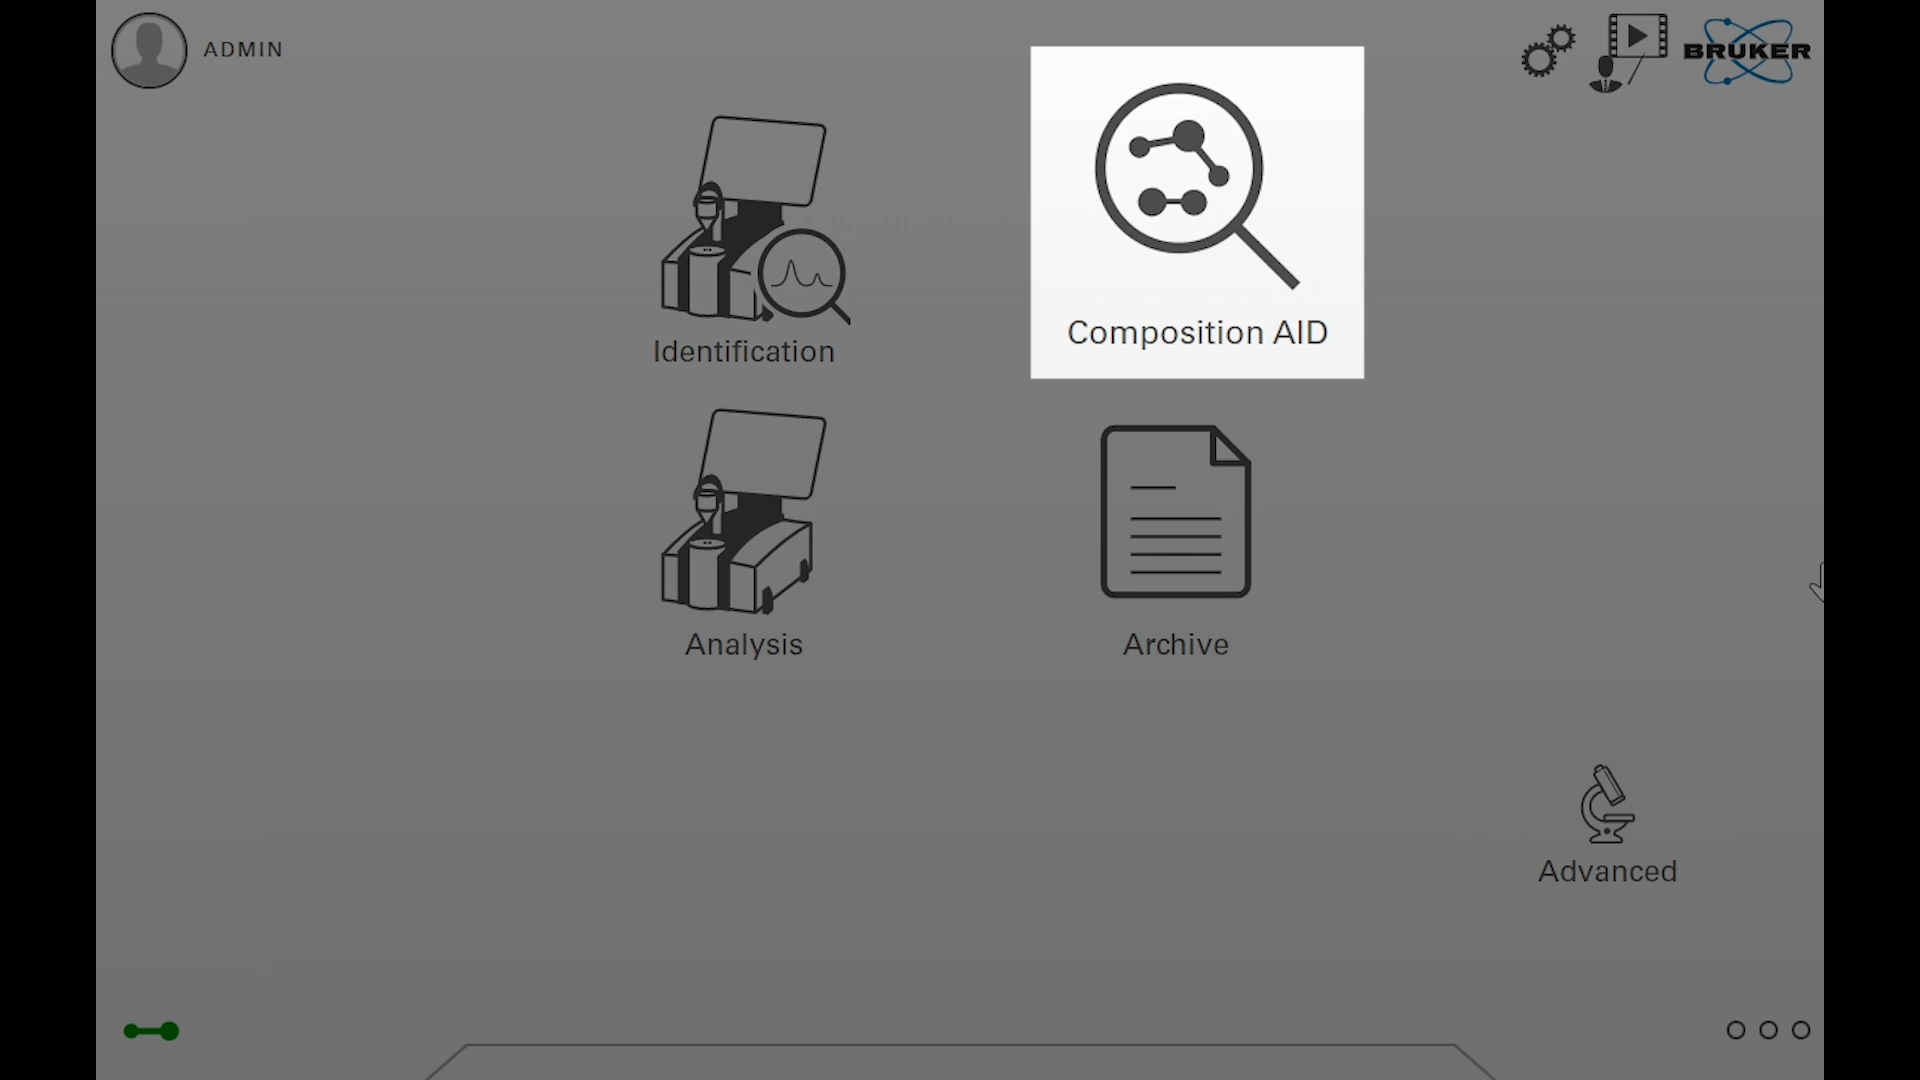 ADMIN
BRUKER
Identification
Composition AID
Analysis
Archive
Advanced